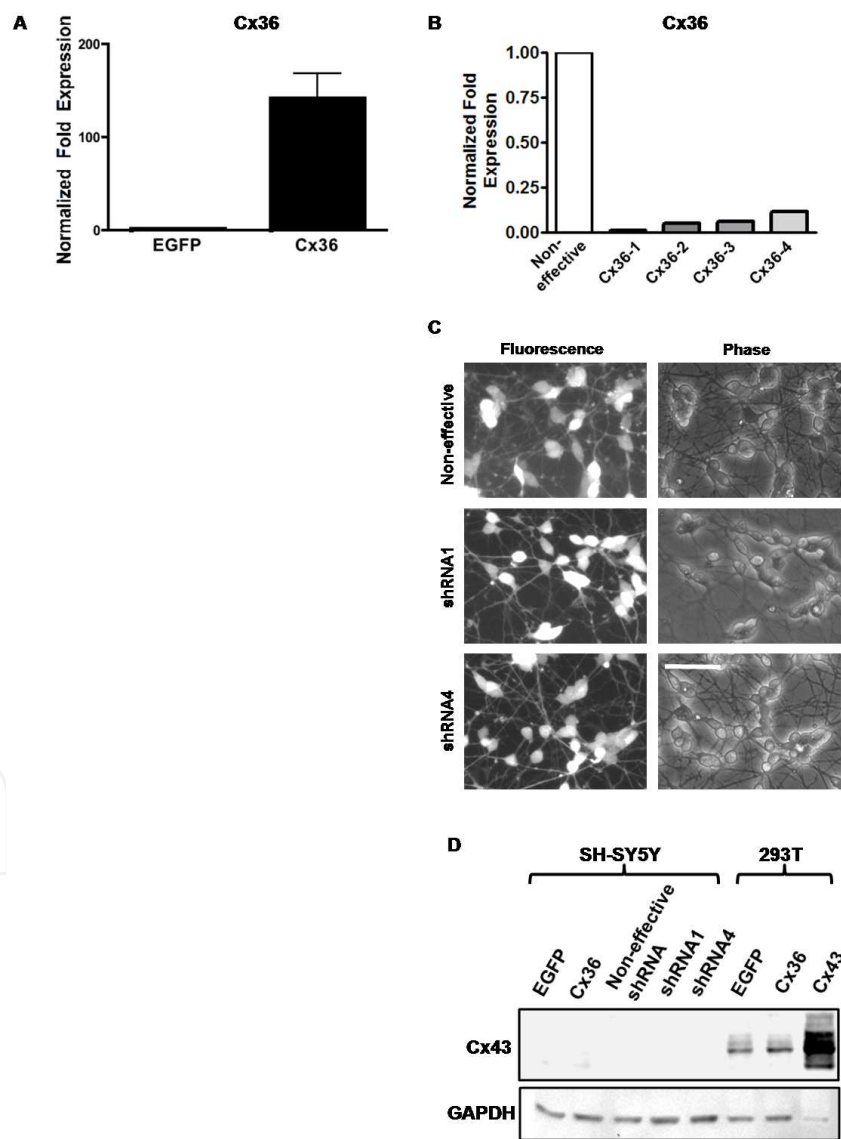 A
Cx36
Normalized Fold Expression
200
100
0
EGFP
Cx36
B
Cx36
Normalized Fold
Expression
1.00
0.75
0.50
0.25
0.00
Non-
effective
Cx36-1
Cx36-2
Cx36-3
Cx36-4
C
Fluorescence
Phase
Non-effective
shRNA1
shRNA4
D
SH-SY5Y
293T
EGFP
Cx36
Non-effective
shRNA
shRNA1
shRNA4
EGFP
Cx36
Cx43
Cx43
GAPDH